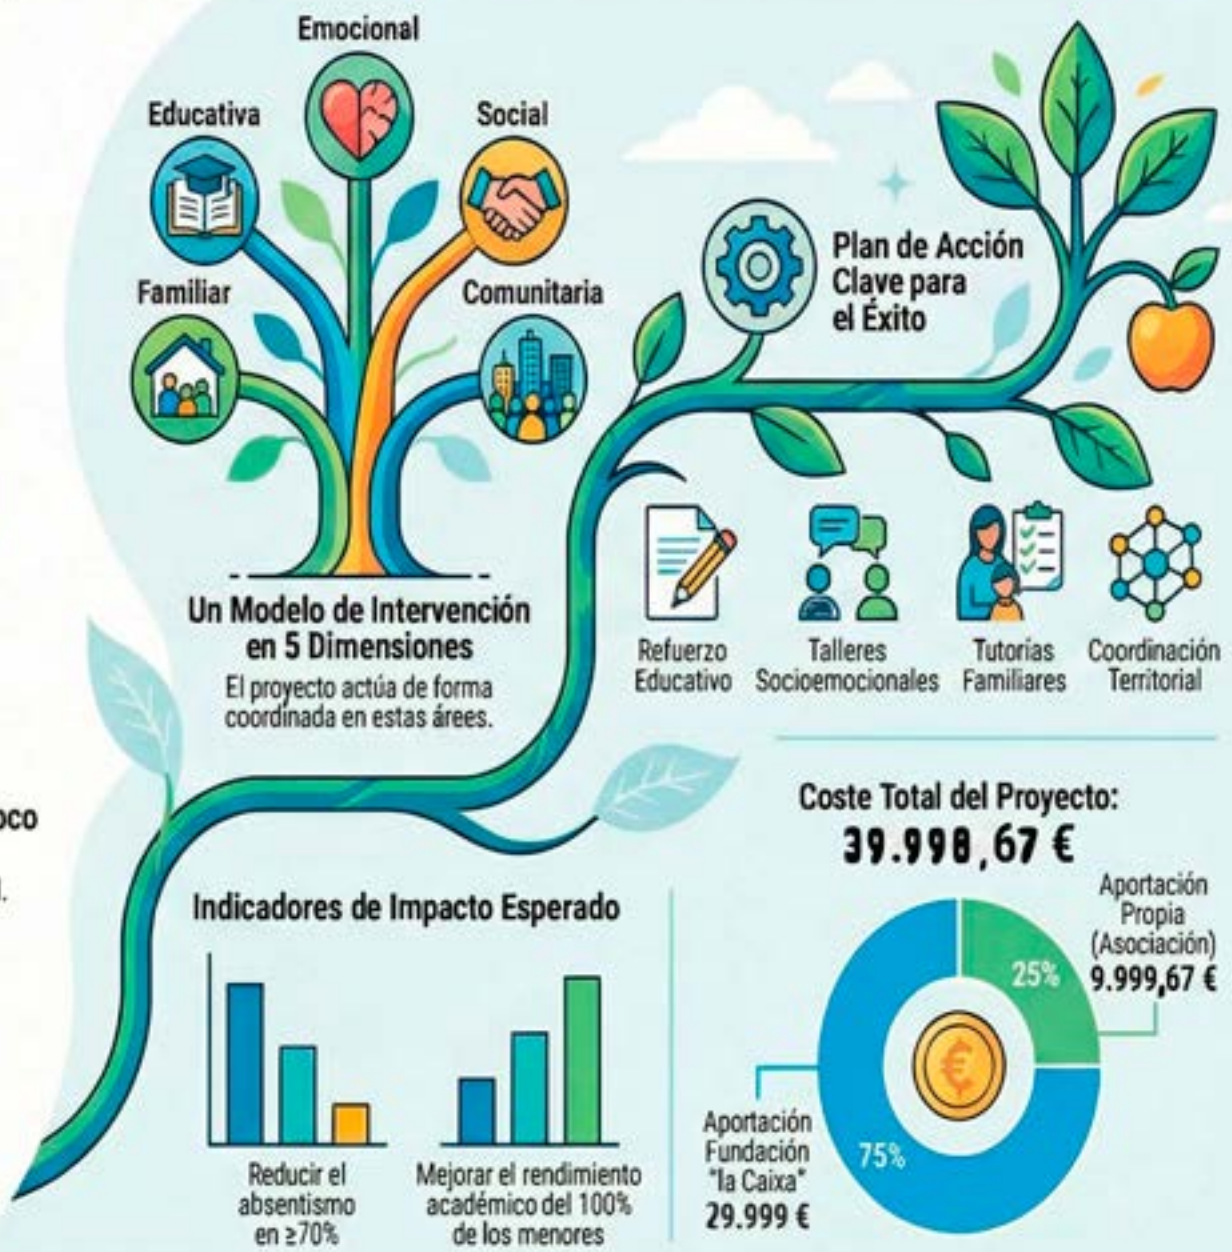 Emocional
Educativa
Social
Familiar
Comunitaria
Un Modelo de Intervención
en 5 Dimensiones
El proyecto actúa de forma
coordinada en estas árees.
Plan de Acción
Clave para
el Éxito
Refuerzo
Educativo
Talleres
Socioemocionales
Tutorias
Familiares
Coordinación
Territorial
Indicadores de Impacto Esperado
Reducir el
absentismo
en ≥70%
Mejorar el rendimiento
académico del 100%
de los menores
Coste Total del Proyecto:
39.998,67 €
Aportación
Propia
(Asociación)
9.999,67 €
25%
75%
Aportación
Fundación
"la Caixa"
29.999 €